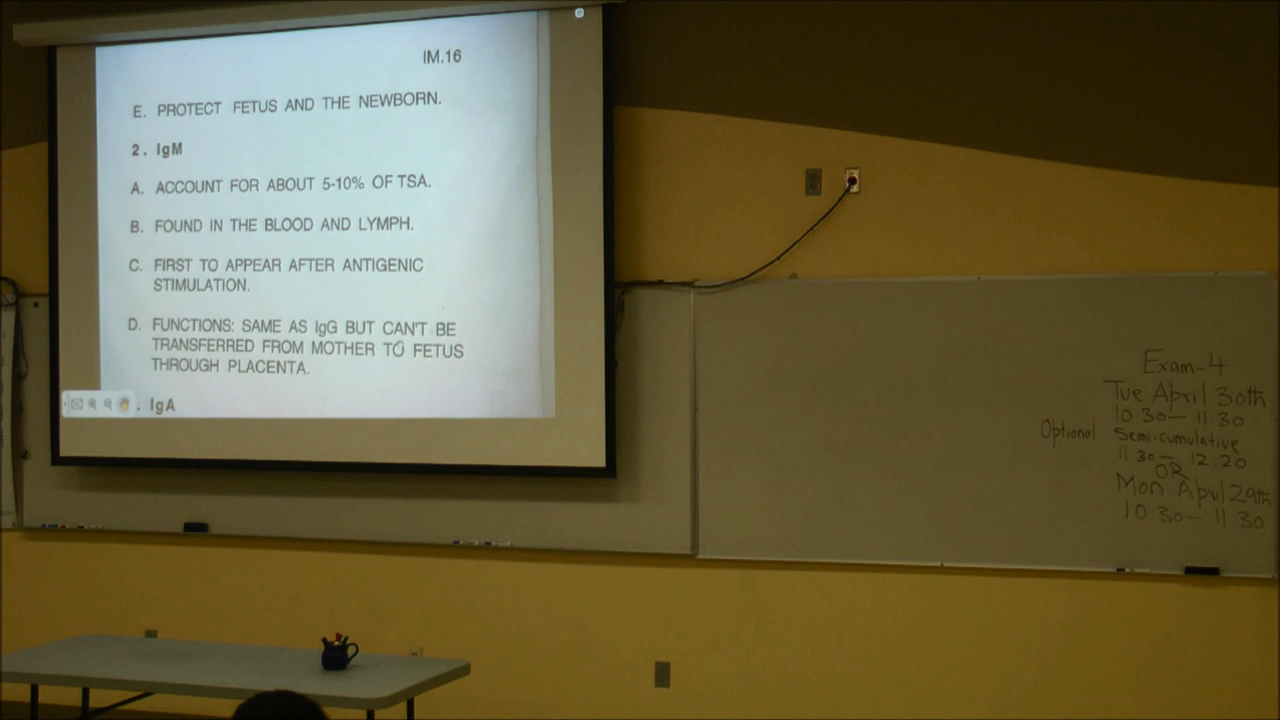 IM.16
E. PROTECT FETUS AND THE NEWBORN.
2. IgM
A. ACCOUNT FOR ABOUT 5-10% OF TSA.
B. FOUND IN THE BLOOD AND LYMPH.
C. FIRST TO APPEAR AFTER ANTIGENIC
STIMULATION.
D. FUNCTIONS: SAME AS IgG BUT CAN'T BE
TRANSFERRED FROM MOTHER TO FETUS
THROUGH PLACENTA.
. IgA
Exam-4
Tue April 30th
10.30 — 11.30
Optional Semi-cumulative
11.30 — 12.20
OR
Mon April 29th
10.30 — 11.30